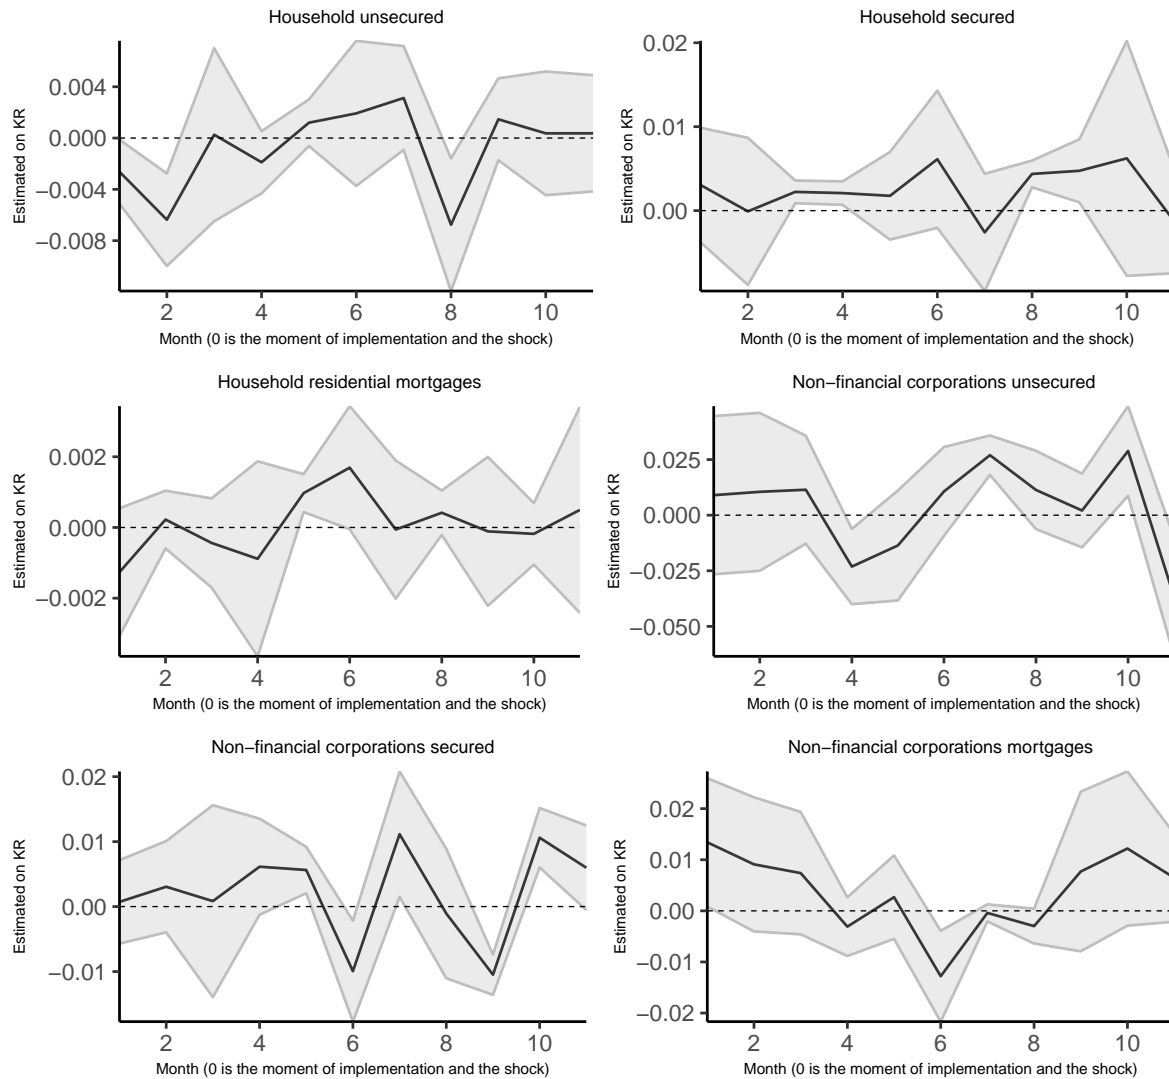 Household unsecured
Estimated on KR
0.004
0.000
−0.004
−0.008
2 4 6 8 10
Month (0 is the moment of implementation and the shock)
Household secured
Estimated on KR
0.02
0.01
0.00
2 4 6 8 10
Month (0 is the moment of implementation and the shock)
Household residential mortgages
Estimated on KR
0.002
0.000
−0.002
2 4 6 8 10
Month (0 is the moment of implementation and the shock)
Non−financial corporations unsecured
Estimated on KR
0.025
0.000
−0.025
−0.050
2 4 6 8 10
Month (0 is the moment of implementation and the shock)
Non−financial corporations secured
Estimated on KR
0.02
0.01
0.00
−0.01
2 4 6 8 10
Month (0 is the moment of implementation and the shock)
Non−financial corporations mortgages
Estimated on KR
0.02
0.01
0.00
−0.01
−0.02
2 4 6 8 10
Month (0 is the moment of implementation and the shock)